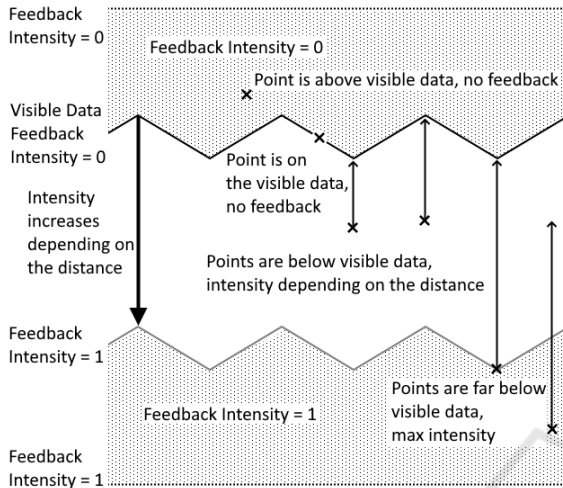 Feedback
Intensity = 0
Feedback Intensity = 0
Point is above visible data, no feedback
Visible Data
Feedback
Intensity = 0
Point is on
the visible data,
no feedback
Intensity
increases
depending on
the distance
Points are below visible data,
intensity depending on the distance
Feedback
Intensity = 1
Points are far below
visible data,
max intensity
Feedback Intensity = 1
Feedback
Intensity = 1